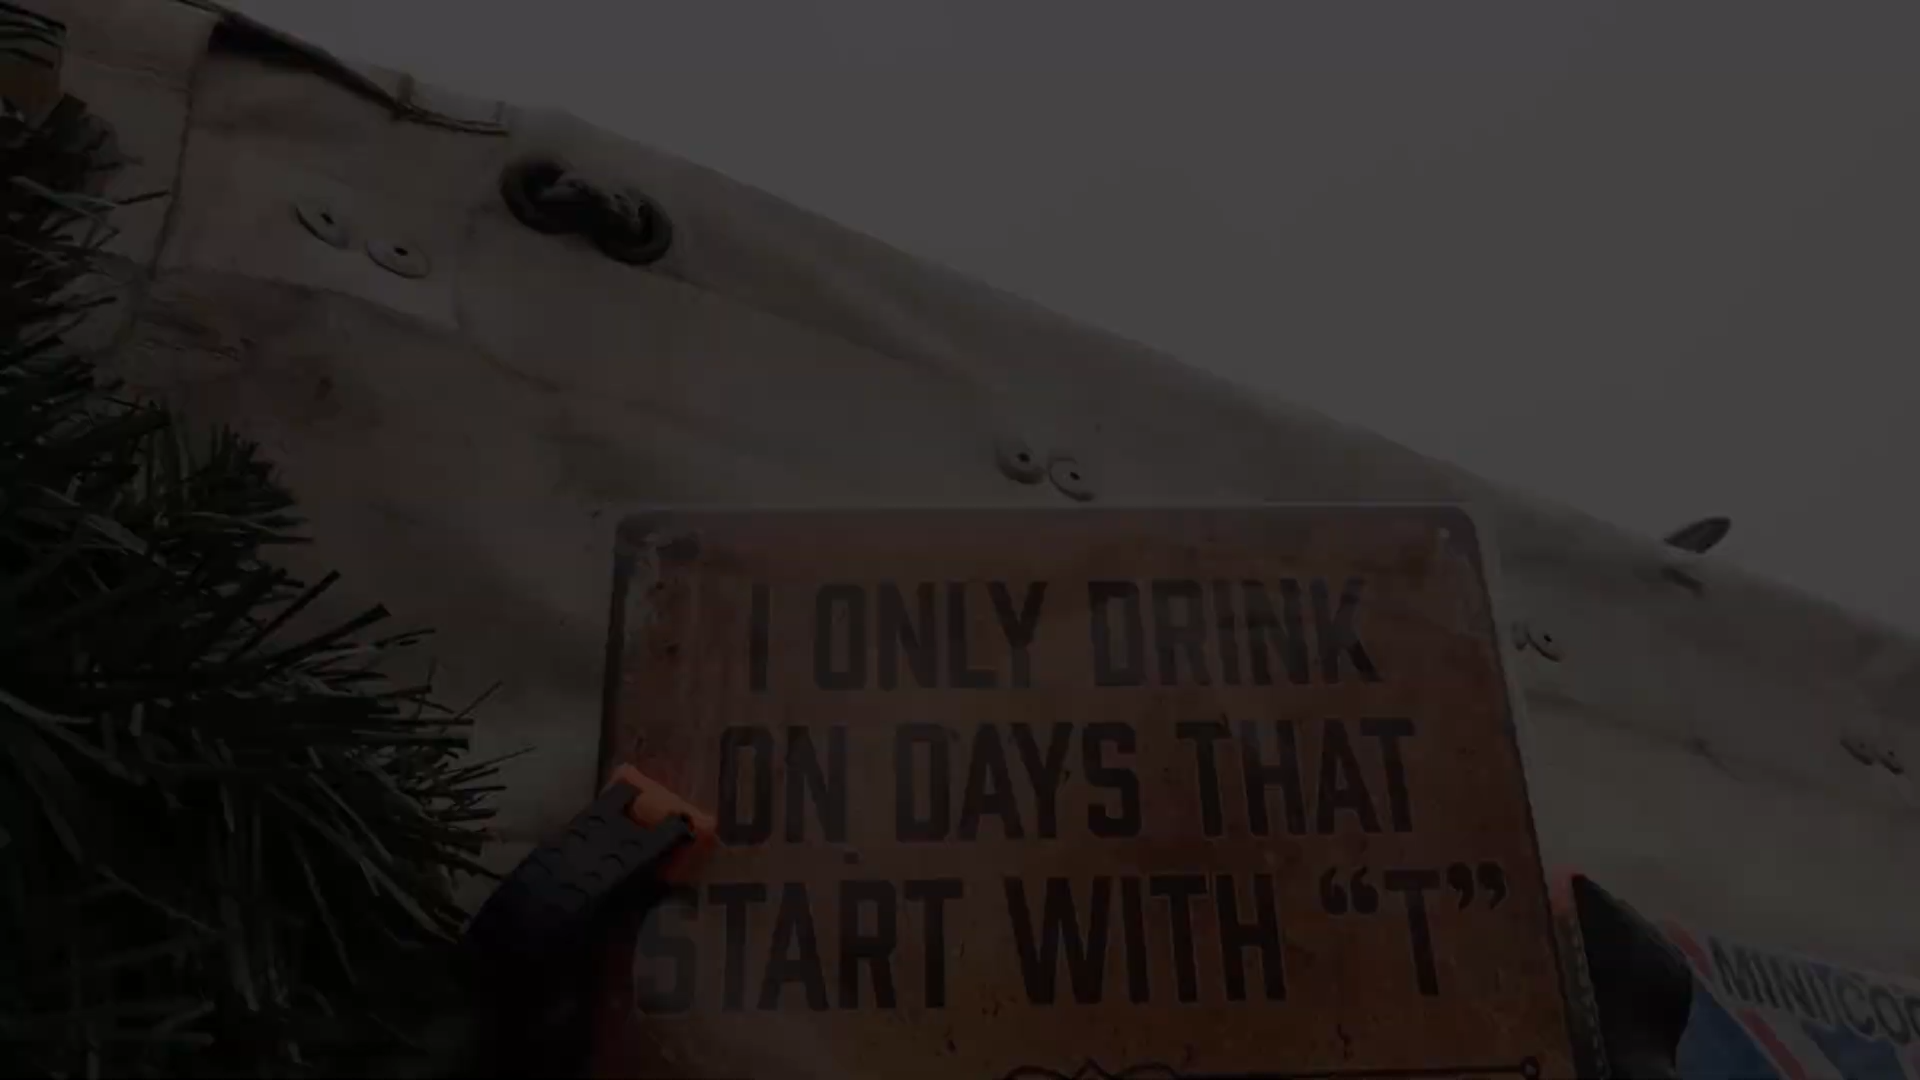 I ONLY DRINK
ON DAYS THAT
START WITH “T”